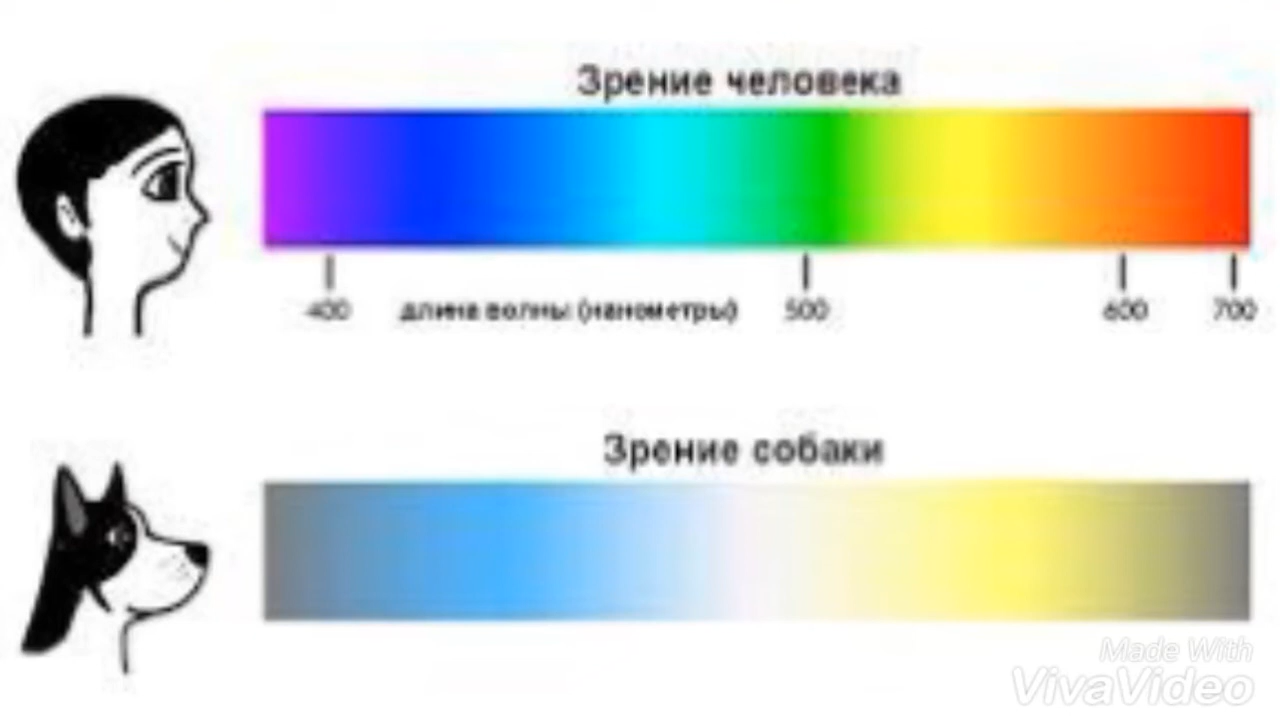 Зрение человека
400 длина волны (нанометры) 500 600 700
Зрение собаки
Made With
VivaVideo